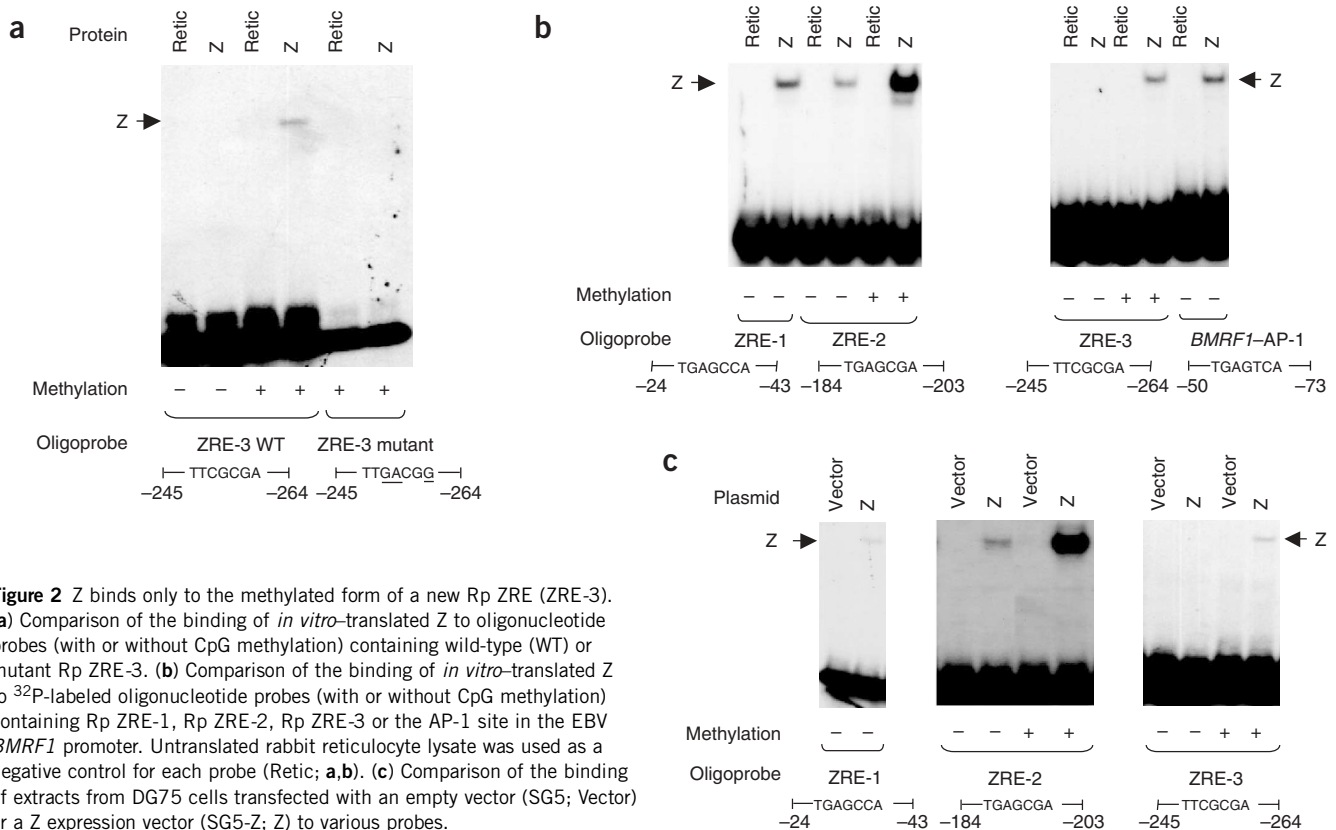 a
Protein
Retic Z Retic Z Retic Z
Z
Methylation – – + + + +
Oligoprobe ZRE-3 WT ZRE-3 mutant
TTCGCGA TTGACGG
–245 –264 –245 –264
b
Retic Z Retic Z Retic Z Retic Z Retic Z Retic Z
Z Z
Methylation – – – – + + – – + + – –
Oligoprobe ZRE-1 ZRE-2 ZRE-3 BMRF1–AP-1
TGAGCCA TGAGCGA TTCGCGA TGAGTCA
–24 –43 –184 –203 –245 –264 –50 –73
c
Plasmid Vector Z Vector Z Vector Z Vector Z Vector Z
Z Z
Methylation – – – – + + – – + +
Oligoprobe ZRE-1 ZRE-2 ZRE-3
TGAGCCA TGAGCGA TTCGCGA
–24 –43 –184 –203 –245 –264
igure 2 Z binds only to the methylated form of a new Rp ZRE (ZRE-3).
a) Comparison of the binding of in vitro–translated Z to oligonucleotide
robes (with or without CpG methylation) containing wild-type (WT) or
nutant Rp ZRE-3. (b) Comparison of the binding of in vitro–translated Z
o 32P-labeled oligonucleotide probes (with or without CpG methylation)
ontaining Rp ZRE-1, Rp ZRE-2, Rp ZRE-3 or the AP-1 site in the EBV
BMRF1 promoter. Untranslated rabbit reticulocyte lysate was used as a
egative control for each probe (Retic; a,b). (c) Comparison of the binding
f extracts from DG75 cells transfected with an empty vector (SG5; Vector)
r a Z expression vector (SG5-Z; Z) to various probes.